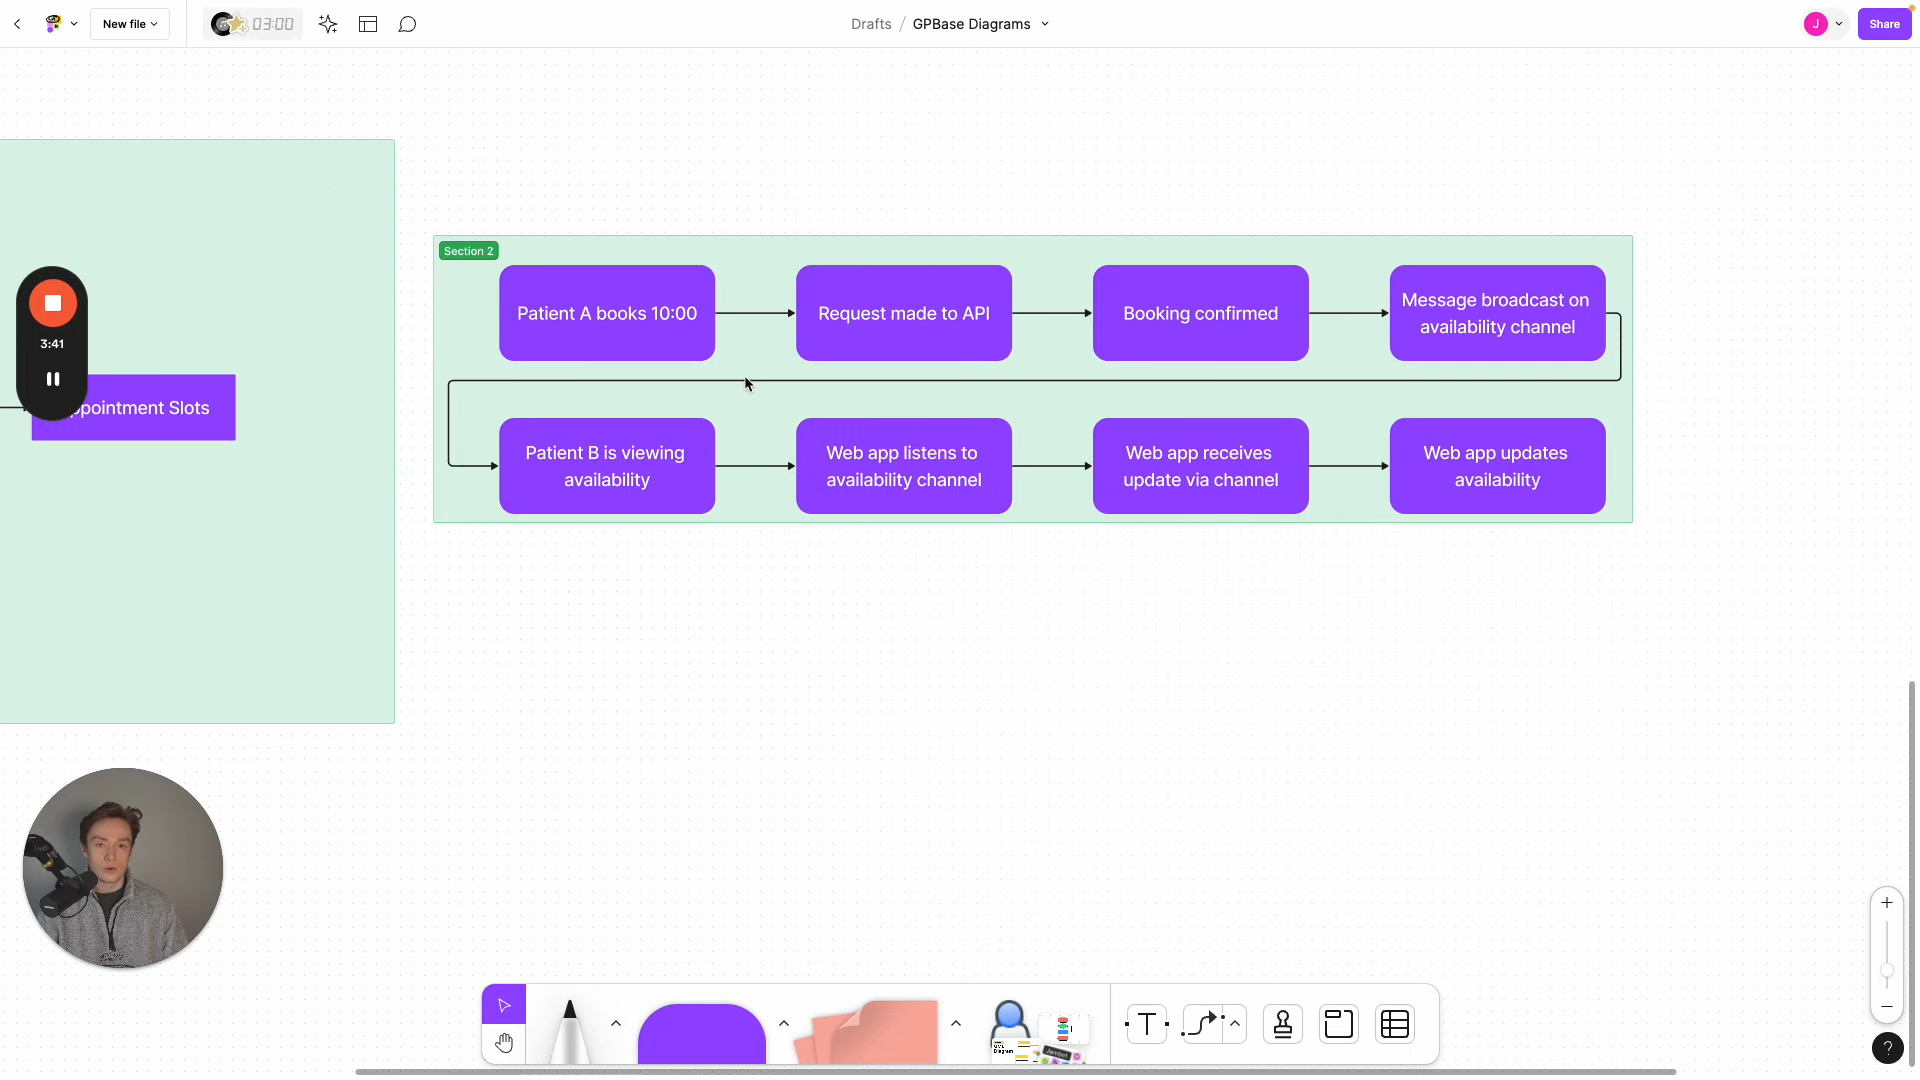 New file
03:00
Drafts / GPBase Diagrams
J
Share
Section 2
Patient A books 10:00
Request made to API
Booking confirmed
Message broadcast on
availability channel
3:41
ppointment Slots
Patient B is viewing
availability
Web app listens to
availability channel
Web app receives
update via channel
Web app updates
availability
T
?